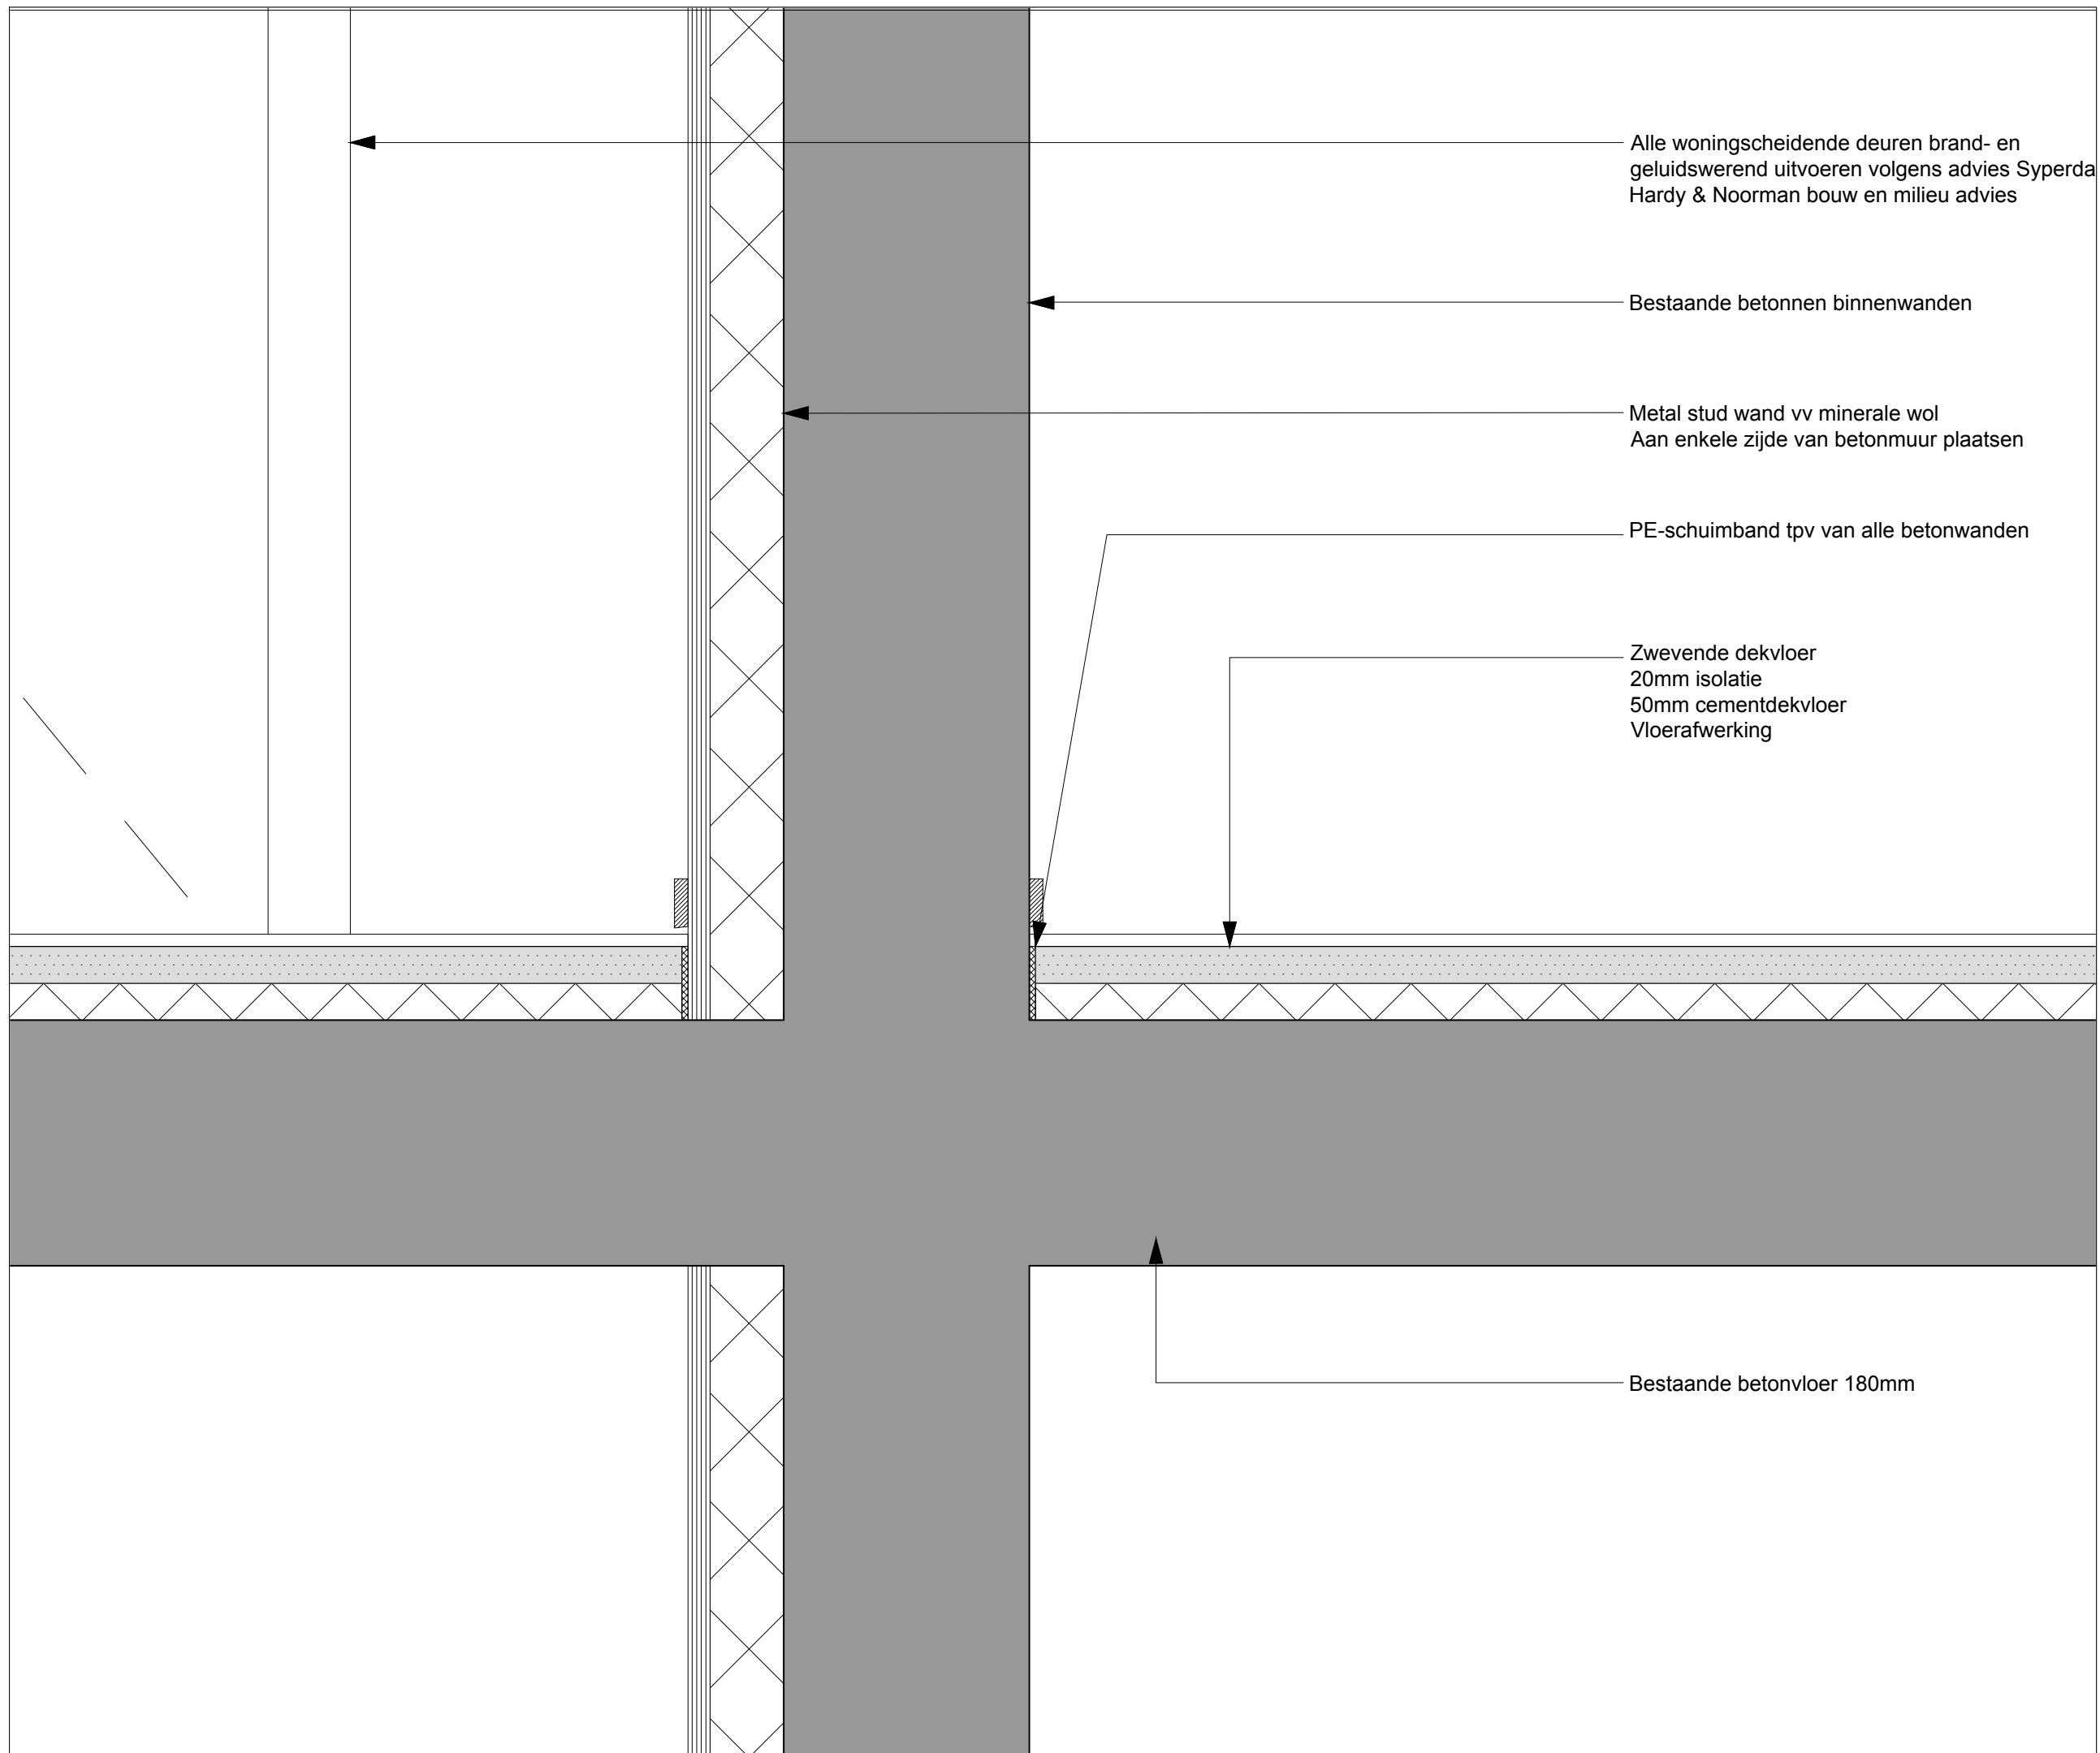 Alle woningscheidende deuren brand- en
geluidswerend uitvoeren volgens advies Syperda
Hardy & Noorman bouw en milieu advies
Bestaande betonnen binnenwanden
Metal stud wand vv minerale wol
Aan enkele zijde van betonmuur plaatsen
PE-schuimband tpv van alle betonwanden
Zwevende dekvloer
20mm isolatie
50mm cementdekvloer
Vloerafwerking
Bestaande betonvloer 180mm